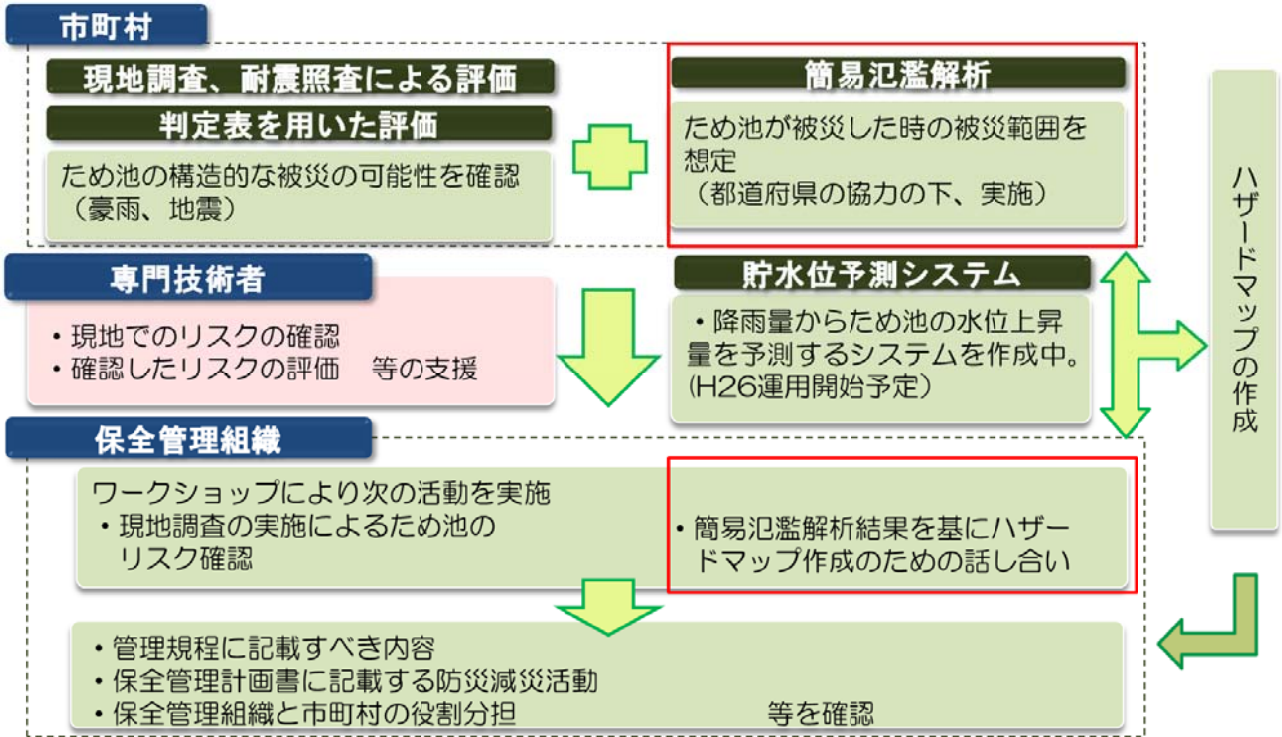 市町村
現地調査、耐震照査による評価
判定表を用いた評価
ため池の構造的な被災の可能性を確認
（豪雨、地震）
簡易氾濫解析
ため池が被災した時の被災範囲を
想定
（都道府県の協力の下、実施）
専門技術者
・現地でのリスクの確認
・確認したリスクの評価　等の支援
貯水位予測システム
・降雨量からため池の水位上昇
量を予測するシステムを作成中。
(H26運用開始予定）
ハザードマップの作成
保全管理組織
ワークショップにより次の活動を実施
・現地調査の実施によるため池の
リスク確認
・簡易氾濫解析結果を基にハザー
ドマップ作成のための話し合い
・管理規程に記載すべき内容
・保全管理計画書に記載する防災減災活動
・保全管理組織と市町村の役割分担　等を確認